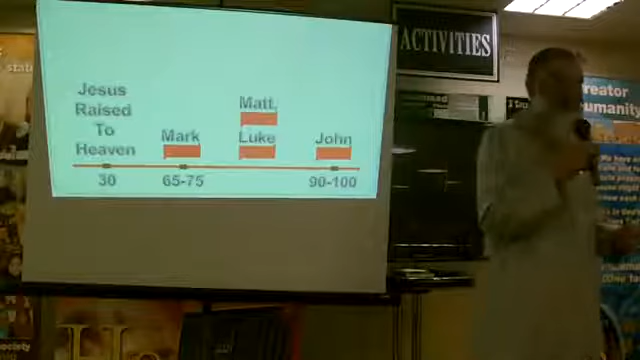 ACTIVITIES
Jesus
Raised
To
Heaven
Mark
Matt.
Luke
John
30
65-75
90-100
reator
umanity